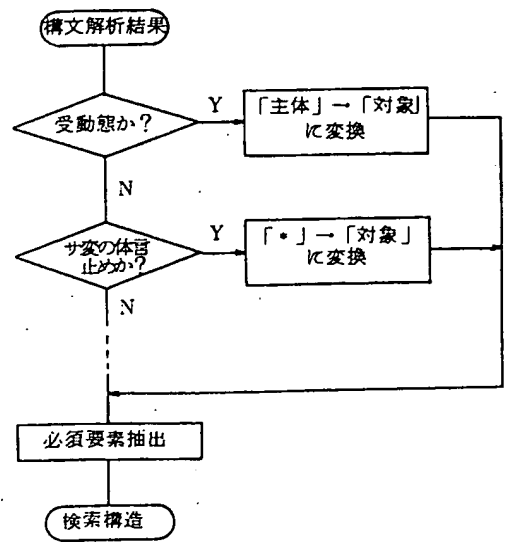 構文解析結果
受動態か?
Y
「主体」→「対象」
に変換
N
サ変の体言
止めか?
Y
「*」→「対象」
に変換
N
必須要素抽出
検索構造